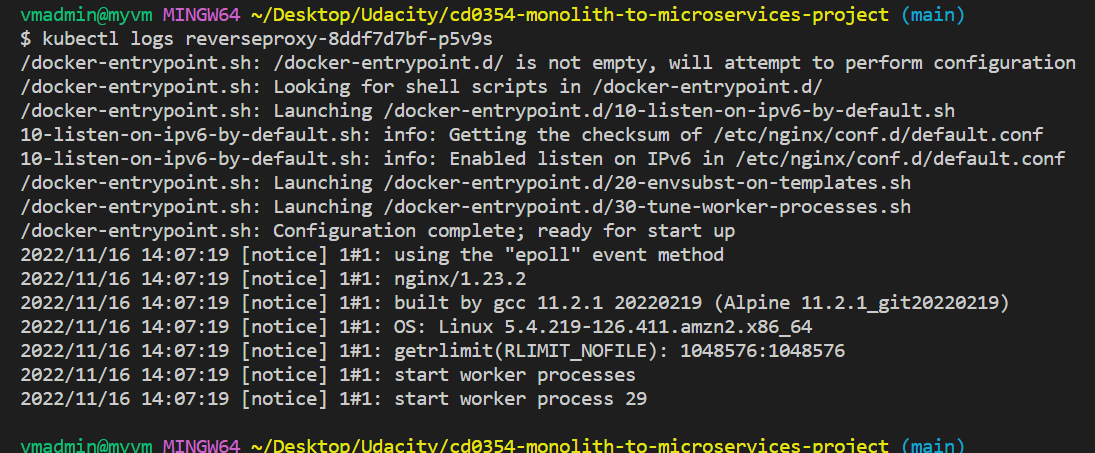 vmadmin@myvm MINGW64 ~/Desktop/Udacity/cd0354-monolith-to-microservices-project (main)
$ kubectl logs reverseproxy-8ddf7d7bf-p5v9s
/docker-entrypoint.sh: /docker-entrypoint.d/ is not empty, will attempt to perform configuration
/docker-entrypoint.sh: Looking for shell scripts in /docker-entrypoint.d/
/docker-entrypoint.sh: Launching /docker-entrypoint.d/10-listen-on-ipv6-by-default.sh
10-listen-on-ipv6-by-default.sh: info: Getting the checksum of /etc/nginx/conf.d/default.conf
10-listen-on-ipv6-by-default.sh: info: Enabled listen on IPv6 in /etc/nginx/conf.d/default.conf
/docker-entrypoint.sh: Launching /docker-entrypoint.d/20-envsubst-on-templates.sh
/docker-entrypoint.sh: Launching /docker-entrypoint.d/30-tune-worker-processes.sh
/docker-entrypoint.sh: Configuration complete; ready for start up
2022/11/16 14:07:19 [notice] 1#1: using the "epoll" event method
2022/11/16 14:07:19 [notice] 1#1: nginx/1.23.2
2022/11/16 14:07:19 [notice] 1#1: built by gcc 11.2.1 20220219 (Alpine 11.2.1_git20220219)
2022/11/16 14:07:19 [notice] 1#1: OS: Linux 5.4.219-126.411.amzn2.x86_64
2022/11/16 14:07:19 [notice] 1#1: getrlimit(RLIMIT_NOFILE): 1048576:1048576
2022/11/16 14:07:19 [notice] 1#1: start worker processes
2022/11/16 14:07:19 [notice] 1#1: start worker process 29
vmadmin@myvm MINGW64 ~/Desktop/Udacity/cd0354-monolith-to-microservices-project (main)